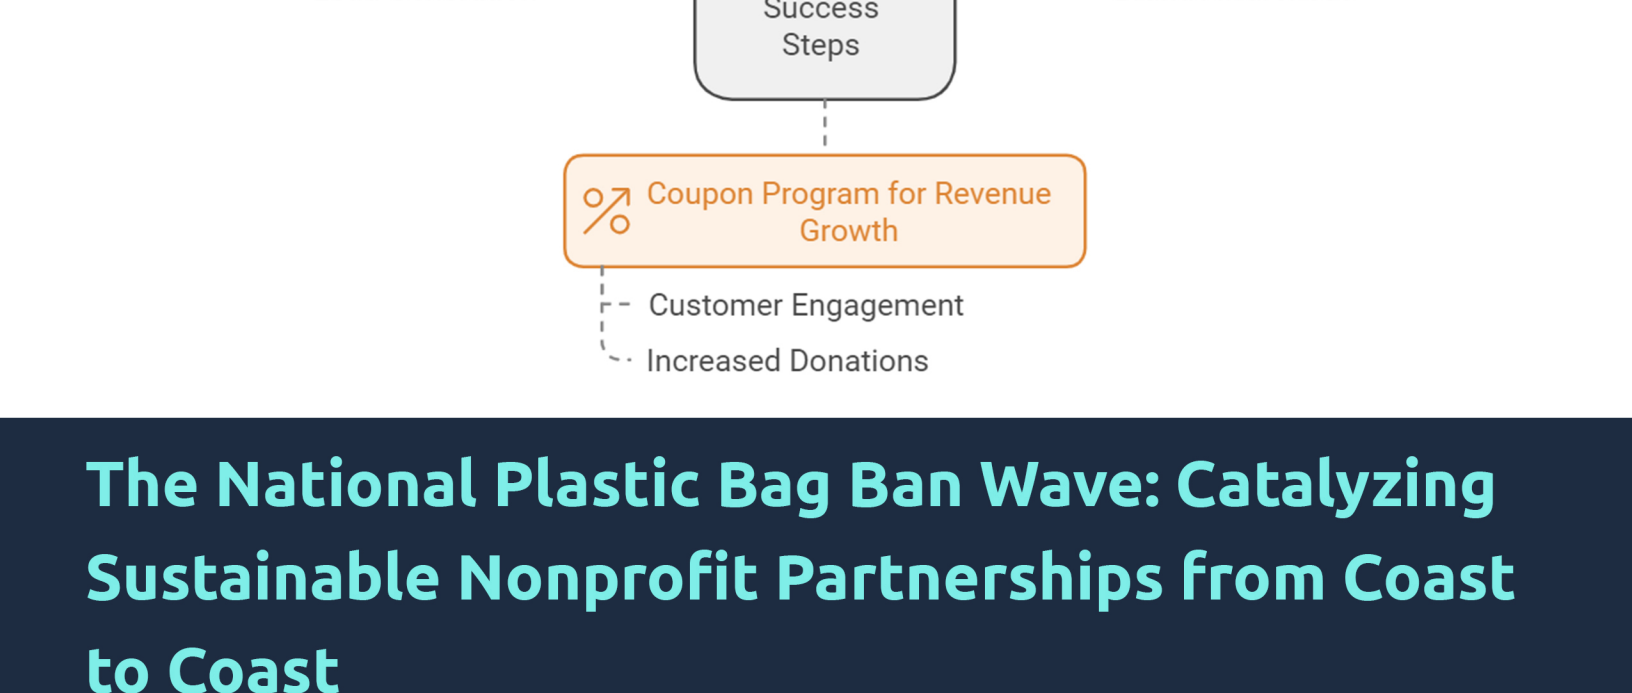 Success
Steps
Coupon Program for Revenue
Growth
Customer Engagement
Increased Donations
The National Plastic Bag Ban Wave: Catalyzing
Sustainable Nonprofit Partnerships from Coast
to Coast